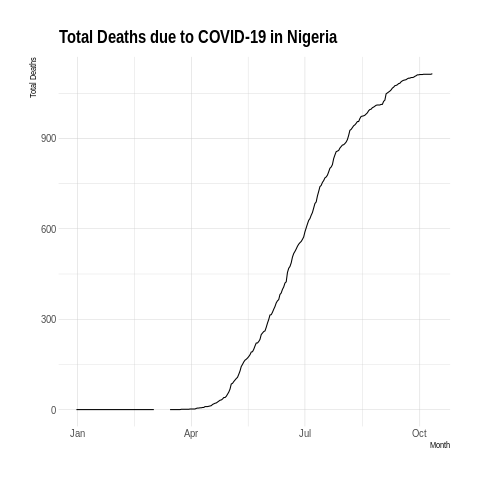 Total Deaths due to COVID-19 in Nigeria
Total Deaths
900
600
300
0
Jan Apr Jul Oct
Month